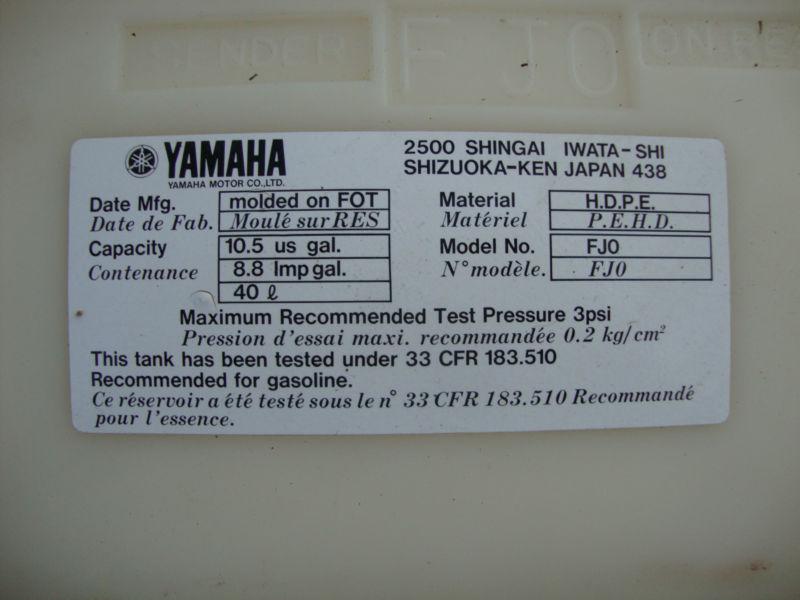 SENDER FJO ON REA
YAMAHA
YAMAHA MOTOR CO.,LTD.
2500 SHINGAI IWATA-SHI
SHIZUOKA-KEN JAPAN 438
Date Mfg. molded on FOT
Date de Fab. Moulé sur RES
Capacity 10.5 us gal.
Contenance 8.8 Imp gal.
40 ℓ
Material H.D.P.E.
Matériel P.E.H.D.
Model No. FJ0
N° modèle. FJ0
Maximum Recommended Test Pressure 3psi
Pression d'essai maxi. recommandée 0.2 kg/cm²
This tank has been tested under 33 CFR 183.510
Recommended for gasoline.
Ce réservoir a été testé sous le n° 33 CFR 183.510 Recommandé
pour l'essence.